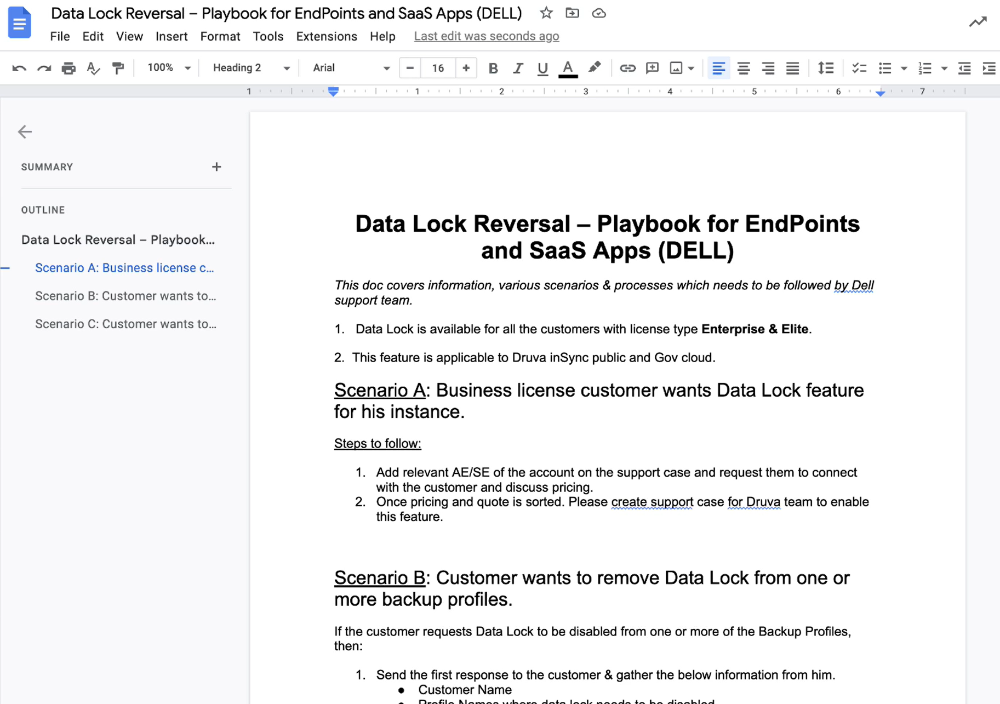 Data Lock Reversal – Playbook for EndPoints and SaaS Apps (DELL)
File Edit View Insert Format Tools Extensions Help Last edit was seconds ago
100% Heading 2 Arial 16 B I U A
1 1 2 3 4 5 6 7
SUMMARY
OUTLINE
Data Lock Reversal – Playbook...
Scenario A: Business license c...
Scenario B: Customer wants to...
Scenario C: Customer wants to...
Data Lock Reversal – Playbook for EndPoints
and SaaS Apps (DELL)
This doc covers information, various scenarios & processes which needs to be followed by Dell
support team.
1. Data Lock is available for all the customers with license type Enterprise & Elite.
2. This feature is applicable to Druva inSync public and Gov cloud.
Scenario A: Business license customer wants Data Lock feature
for his instance.
Steps to follow:
1. Add relevant AE/SE of the account on the support case and request them to connect
with the customer and discuss pricing.
2. Once pricing and quote is sorted. Please create support case for Druva team to enable
this feature.
Scenario B: Customer wants to remove Data Lock from one or
more backup profiles.
If the customer requests Data Lock to be disabled from one or more of the Backup Profiles,
then:
1. Send the first response to the customer & gather the below information from him.
● Customer Name
● Profile Names where data lock needs to be disabled